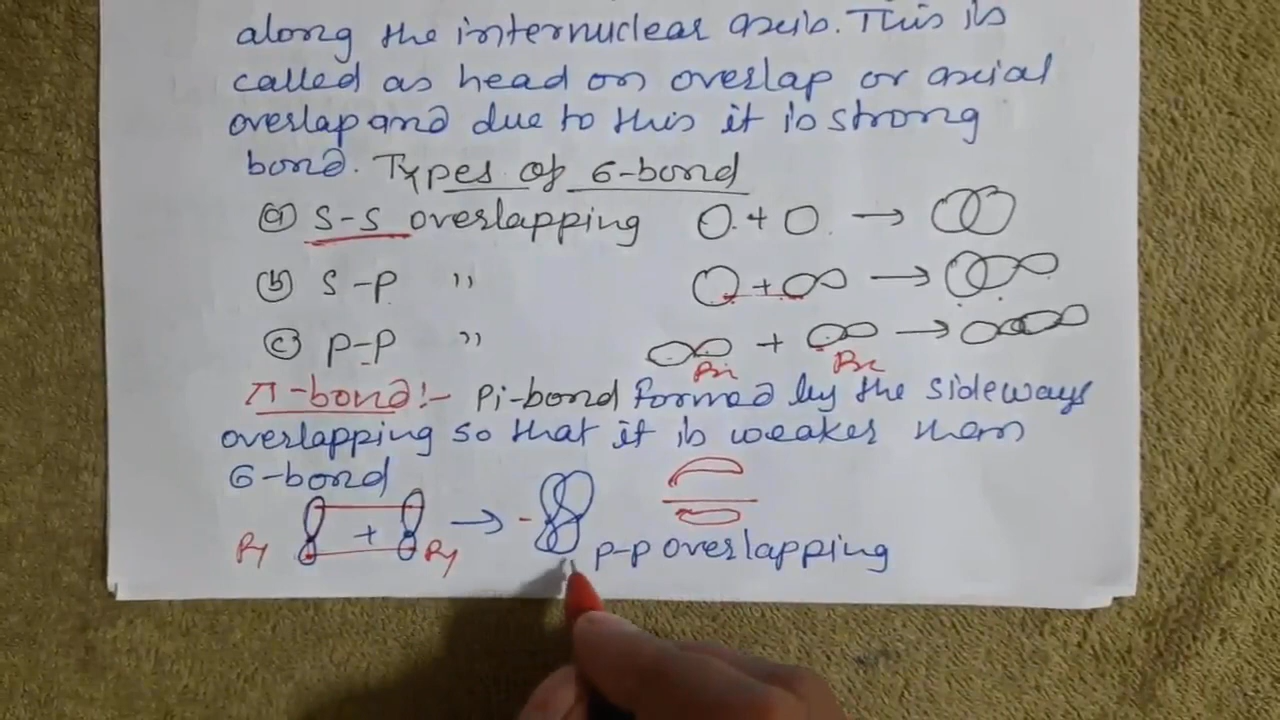 along the internuclear axis. This is
called as head on overlap or axial
overlap and due to this it is strong
bond. Types of σ-bond
(a) S-S overlapping + →
(b) S-P " + →
(c) P-P " + →
Px Px
π-bond:- Pi-bond formed by the sideways
overlapping so that it is weaker than
σ-bond
Py + Py → P-P overlapping